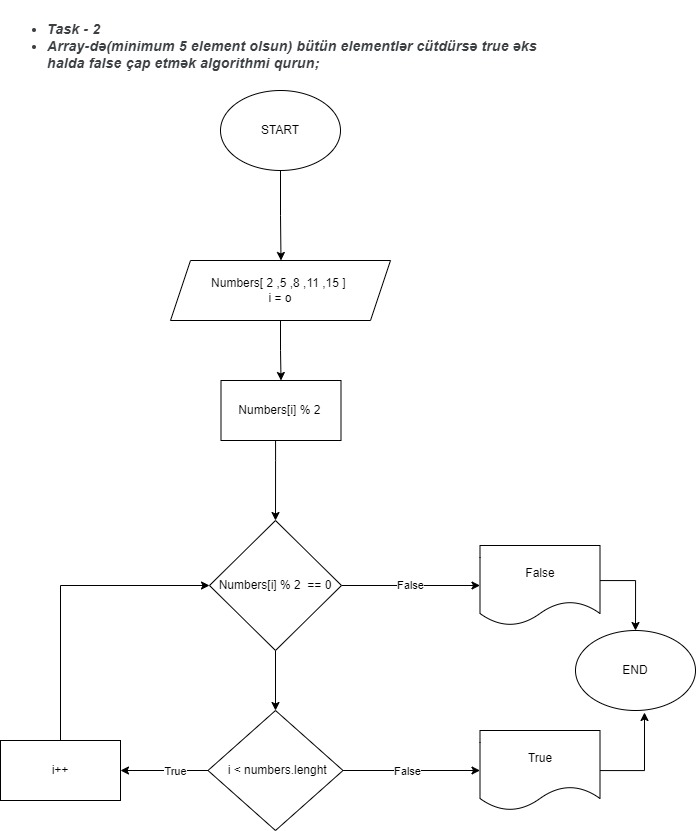 Task - 2
Array-də(minimum 5 element olsun) bütün elementlər cütdürsə true əks
halda false çap etmək algorithmi qurun;
START
Numbers[ 2 ,5 ,8 ,11 ,15 ]
i = o
Numbers[i] % 2
Numbers[i] % 2 == 0
False
False
END
i++
True
i < numbers.lenght
False
True